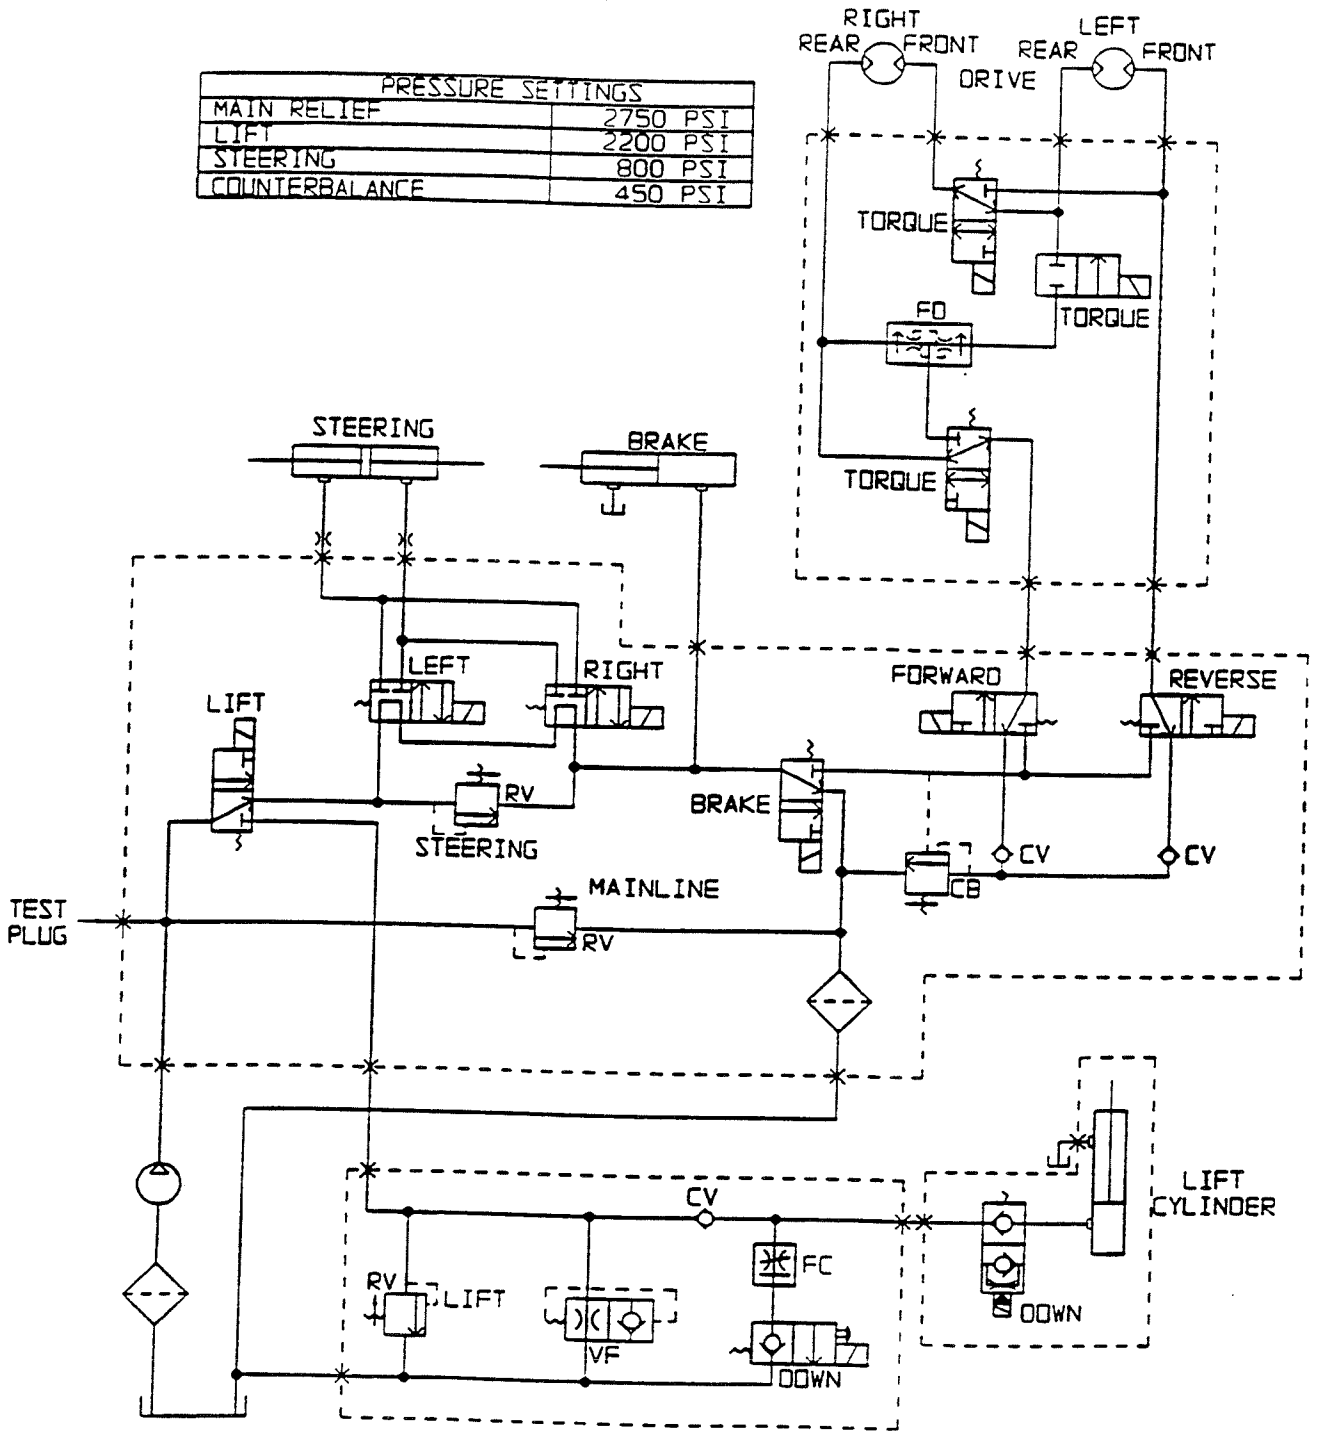 RIGHT
LEFT
REAR FRONT
REAR FRONT
DRIVE
PRESSURE SETTINGS
MAIN RELIEF 2750 PSI
LIFT 2200 PSI
STEERING 800 PSI
COUNTERBALANCE 450 PSI
TORQUE
FD
TORQUE
STEERING
BRAKE
TORQUE
LEFT
RIGHT
FORWARD
REVERSE
LIFT
RV
STEERING
BRAKE
CV
CV
CB
MAINLINE
RV
TEST
PLUG
LIFT
CYLINDER
CV
FC
RV
LIFT
VF
DOWN
DOWN